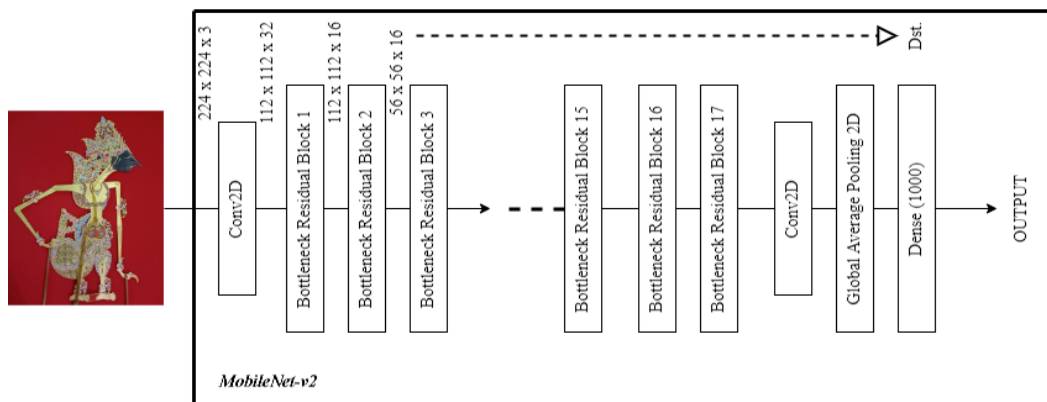 224 x 224 x 3
112 x 112 x 32
112 x 112 x 16
56 x 56 x 16
Dst.
Conv2D
Bottleneck Residual Block 1
Bottleneck Residual Block 2
Bottleneck Residual Block 3
Bottleneck Residual Block 15
Bottleneck Residual Block 16
Bottleneck Residual Block 17
Conv2D
Global Average Pooling 2D
Dense (1000)
OUTPUT
MobileNet-v2